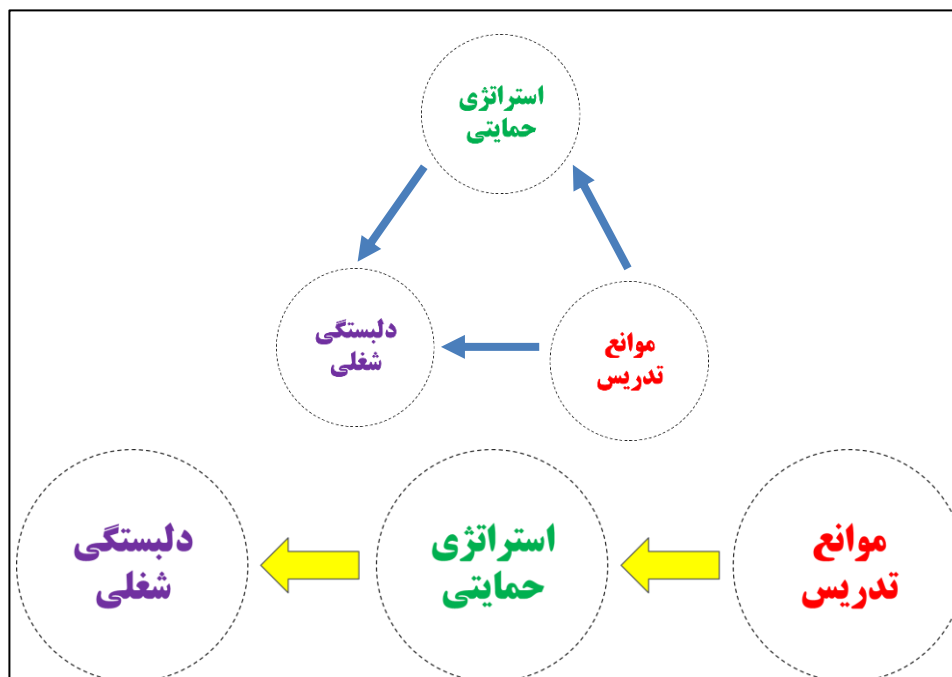 استراتژی
حمایتی
موانع
تدریس
دلبستگی
شغلی
موانع
تدریس
استراتژی
حمایتی
دلبستگی
شغلی